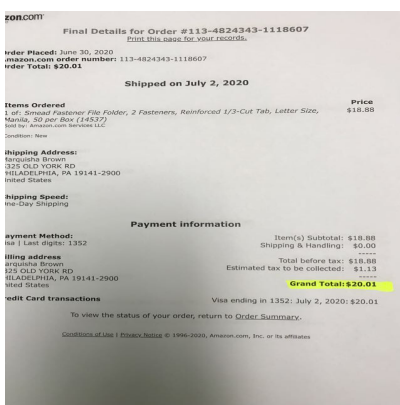 zon.com
Final Details for Order #113-4824343-1118607
Print this page for your records.
rder Placed: June 30, 2020
mazon.com order number: 113-4824343-1118607
rder Total: $20.01
Shipped on July 2, 2020
Items Ordered Price
1 of: Smead Fastener File Folder, 2 Fasteners, Reinforced 1/3-Cut Tab, Letter Size, $18.88
Manila, 50 per Box (14537)
Sold by: Amazon.com Services LLC
Condition: New
Shipping Address:
arquisha Brown
325 OLD YORK RD
HILADELPHIA, PA 19141-2900
nited States
Shipping Speed:
ne-Day Shipping
Payment information
ayment Method: Item(s) Subtotal: $18.88
isa | Last digits: 1352 Shipping & Handling: $0.00
-----
illing address Total before tax: $18.88
arquisha Brown Estimated tax to be collected: $1.13
325 OLD YORK RD -----
HILADELPHIA, PA 19141-2900 Grand Total: $20.01
nited States
redit Card transactions Visa ending in 1352: July 2, 2020: $20.01
To view the status of your order, return to Order Summary.
Conditions of Use | Privacy Notice © 1996-2020, Amazon.com, Inc. or its affiliates